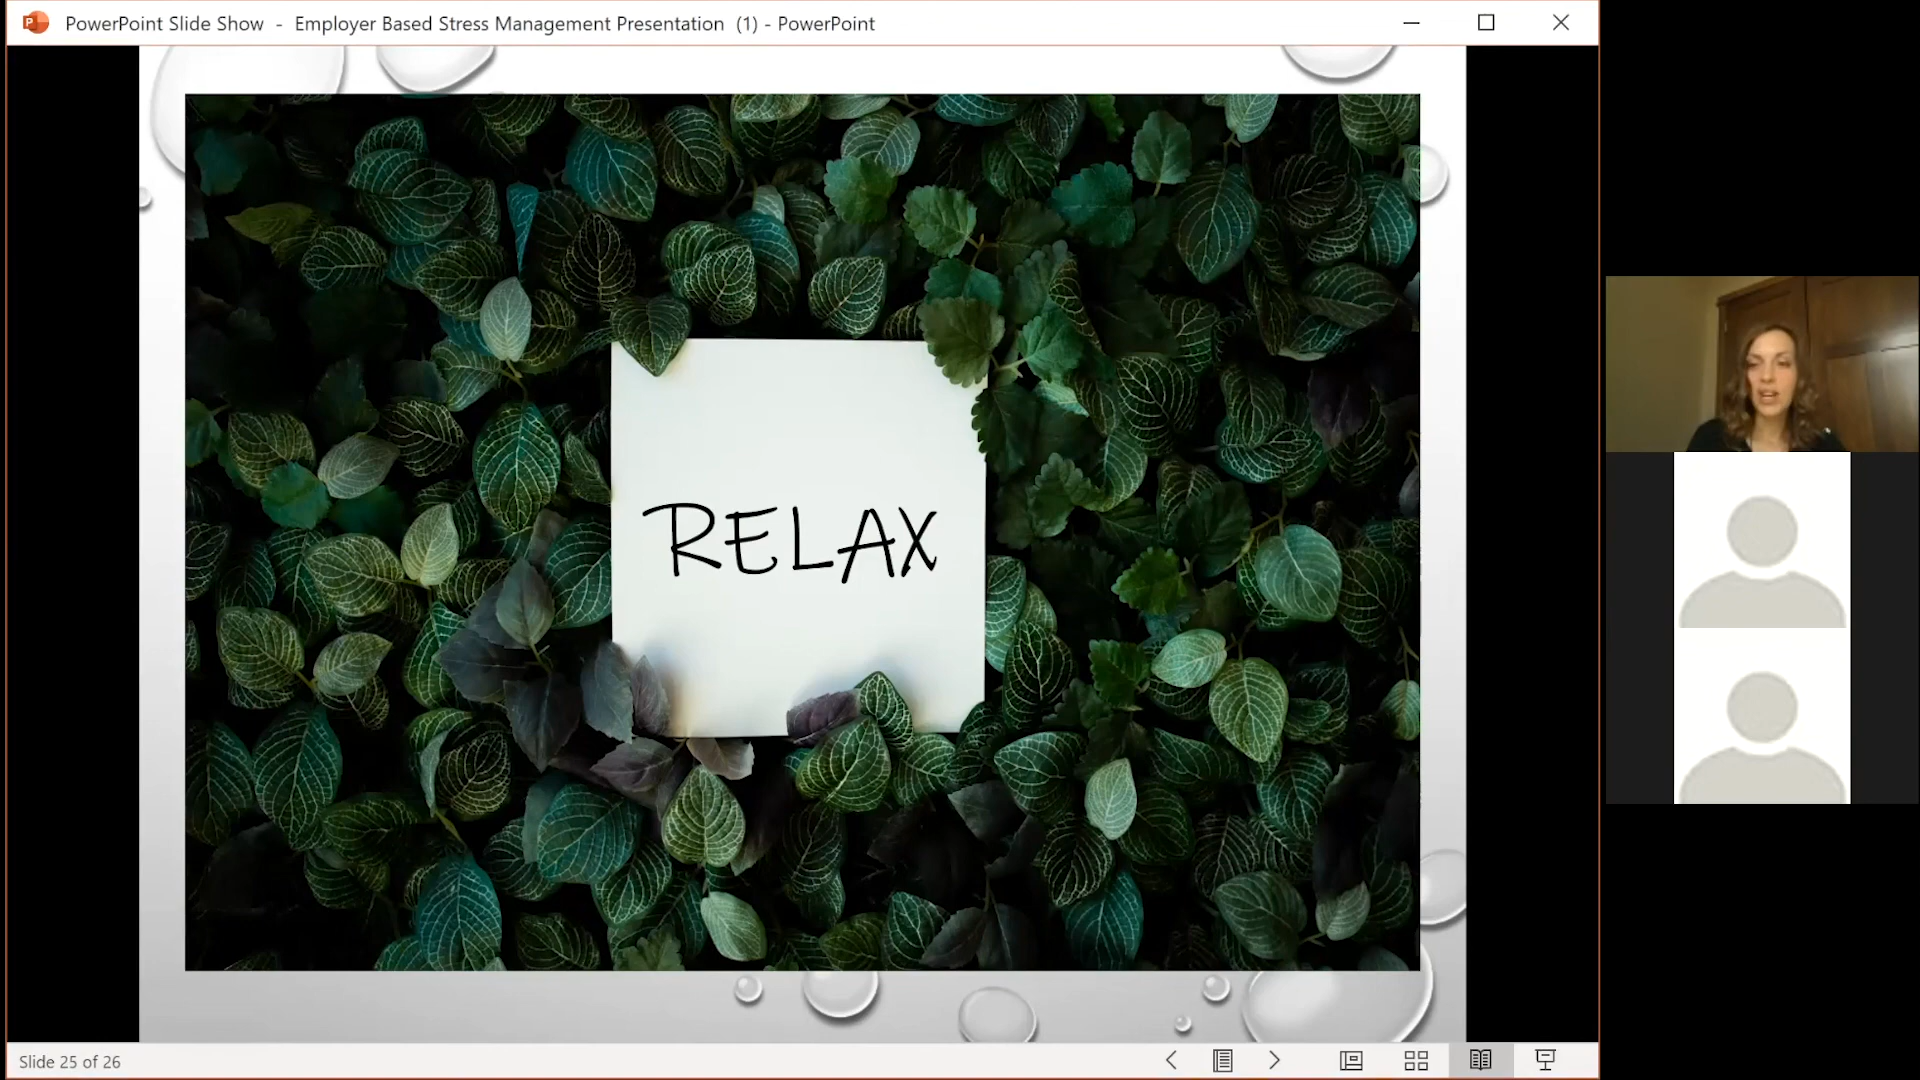 PowerPoint Slide Show - Employer Based Stress Management Presentation (1) - PowerPoint
RELAX
Slide 25 of 26